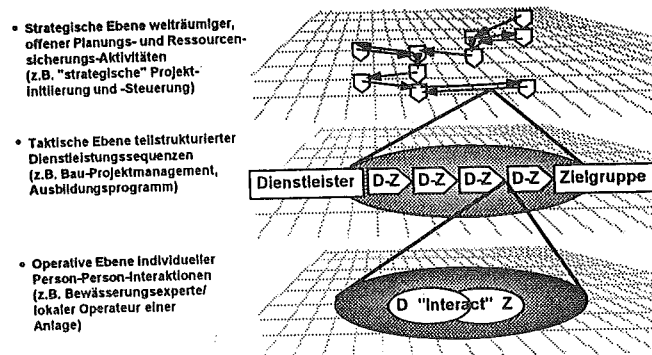 • Strategische Ebene welträumiger,
offener Planungs- und Ressourcen-
sicherungs-Aktivitäten
(z.B. "strategische" Projekt-
initiierung und -Steuerung)
• Taktische Ebene teilstrukturierter
Dienstleistungssequenzen
(z.B. Bau-Projektmanagement,
Ausbildungsprogramm)
Dienstleister D-Z D-Z D-Z D-Z Zielgruppe
• Operative Ebene individueller
Person-Person-Interaktionen
(z.B. Bewässerungsexperte/
lokaler Operateur einer
Anlage)
D "Interact" Z